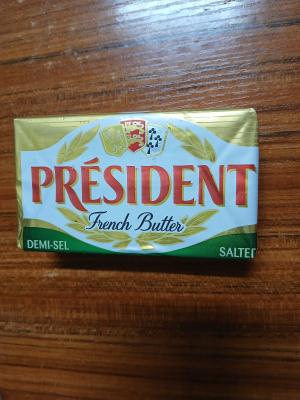 PRÉSIDENT
French Butter
DEMI-SEL
SALTED